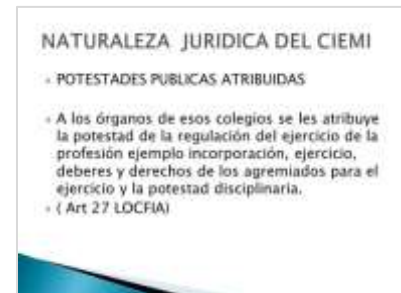 NATURALEZA JURIDICA DEL CIEMI
POTESTADES PUBLICAS ATRIBUIDAS
A los órganos de esos colegios se les atribuye
la potestad de la regulación del ejercicio de la
profesión ejemplo incorporación, ejercicio,
deberes y derechos de los agremiados para el
ejercicio y la potestad disciplinaria.
( Art 27 LOCFIA)